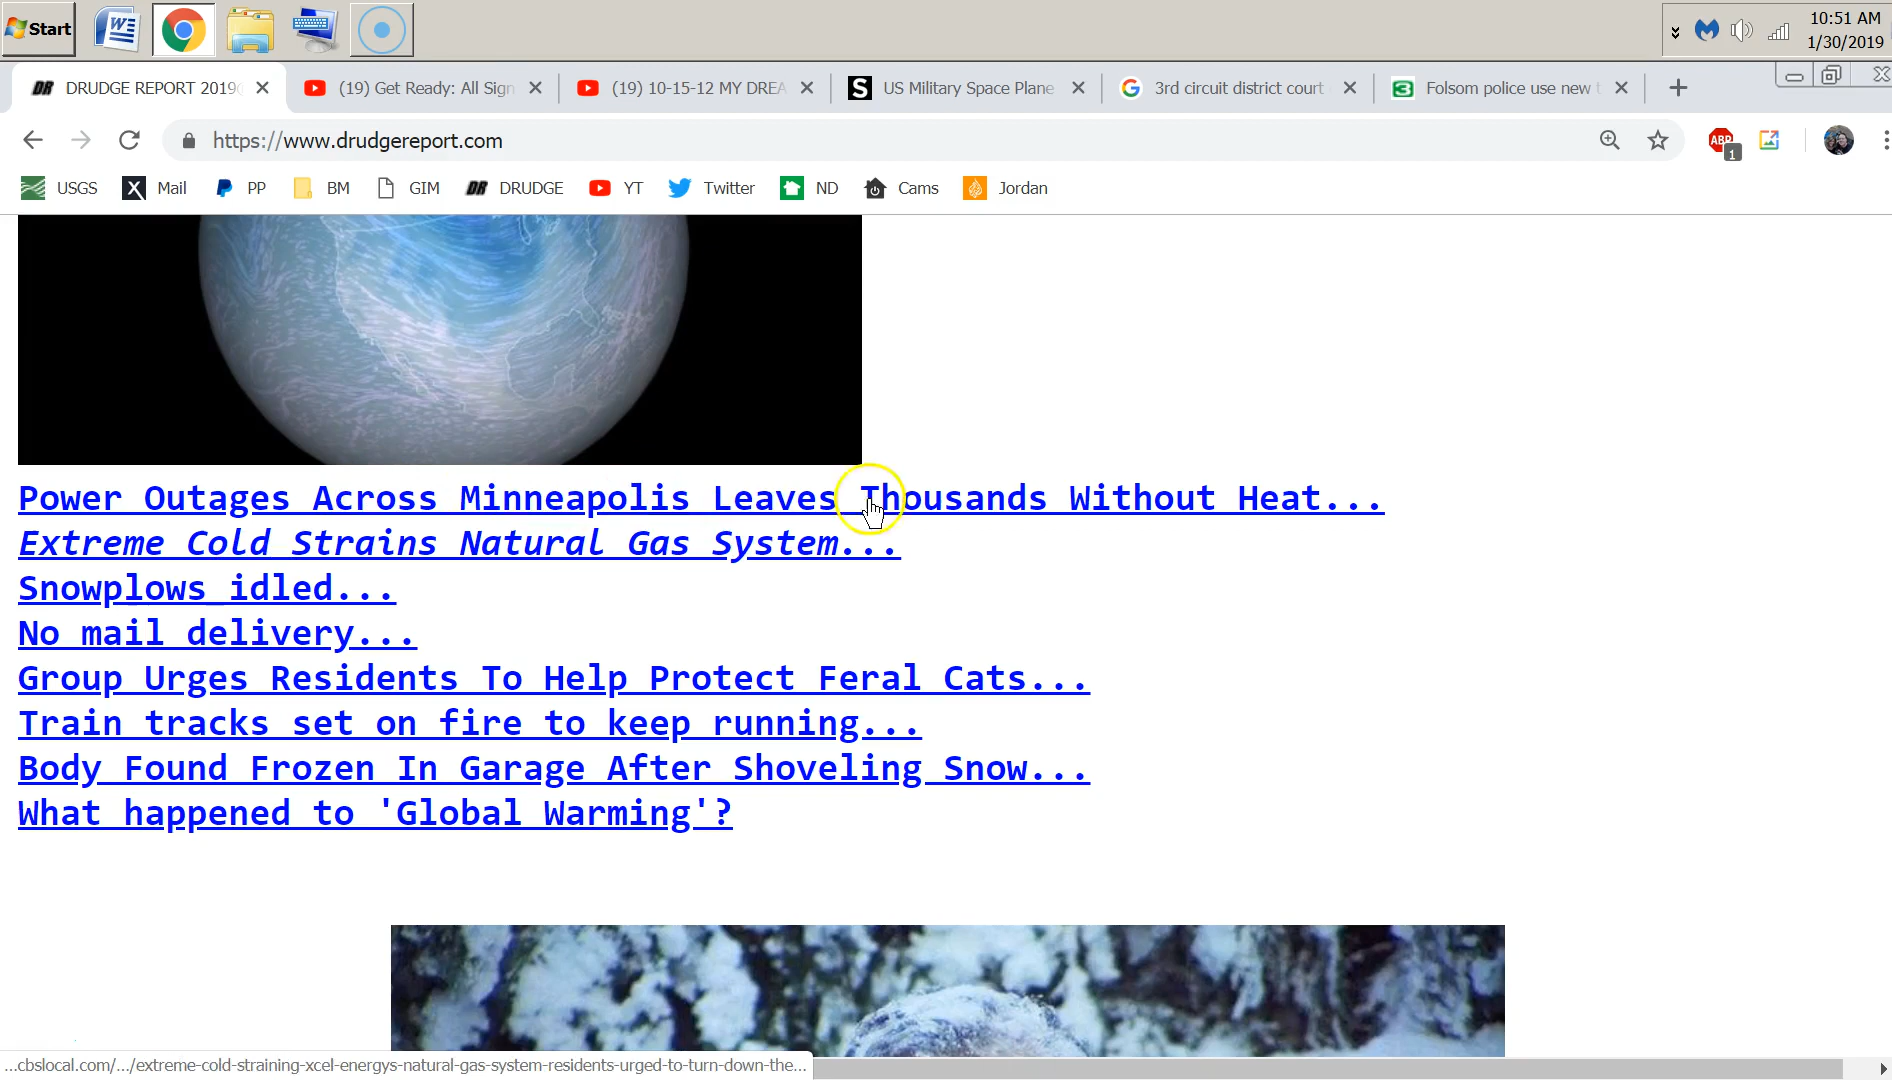 Start
10:51 AM
1/30/2019
DR DRUDGE REPORT 2019
(19) Get Ready: All Sign
(19) 10-15-12 MY DREA
S US Military Space Plane
G 3rd circuit district court
3 Folsom police use new t
https://www.drudgereport.com
ABP 1
USGS
X Mail
PP
BM
GIM
DR DRUDGE
YT
Twitter
ND
Cams
Jordan
Power Outages Across Minneapolis Leaves Thousands Without Heat...
Extreme Cold Strains Natural Gas System...
Snowplows idled...
No mail delivery...
Group Urges Residents To Help Protect Feral Cats...
Train tracks set on fire to keep running...
Body Found Frozen In Garage After Shoveling Snow...
What happened to 'Global Warming'?
...cbslocal.com/.../extreme-cold-straining-xcel-energys-natural-gas-system-residents-urged-to-turn-down-the...